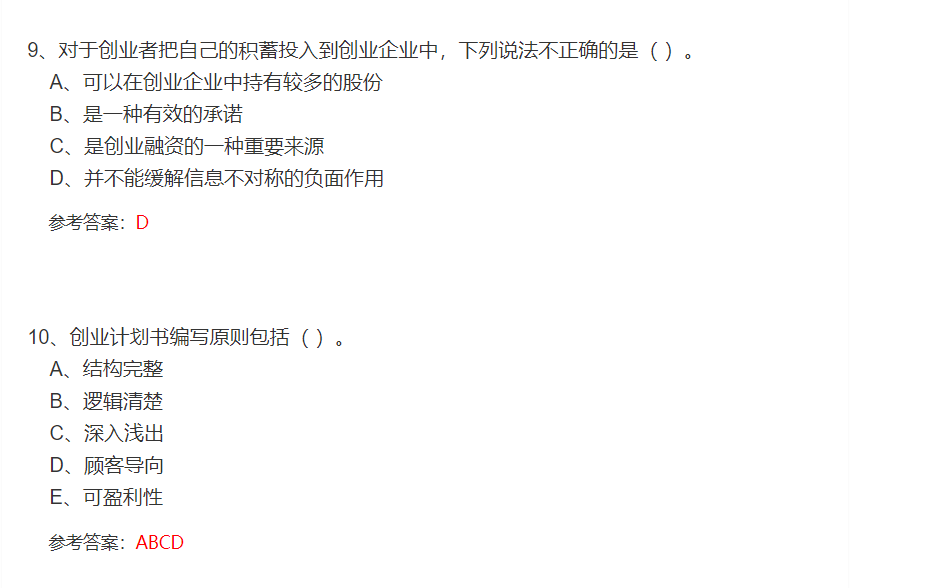 9、对于创业者把自己的积蓄投入到创业企业中，下列说法不正确的是（ ）。
A、可以在创业企业中持有较多的股份
B、是一种有效的承诺
C、是创业融资的一种重要来源
D、并不能缓解信息不对称的负面作用
参考答案：D
10、创业计划书编写原则包括（ ）。
A、结构完整
B、逻辑清楚
C、深入浅出
D、顾客导向
E、可盈利性
参考答案：ABCD